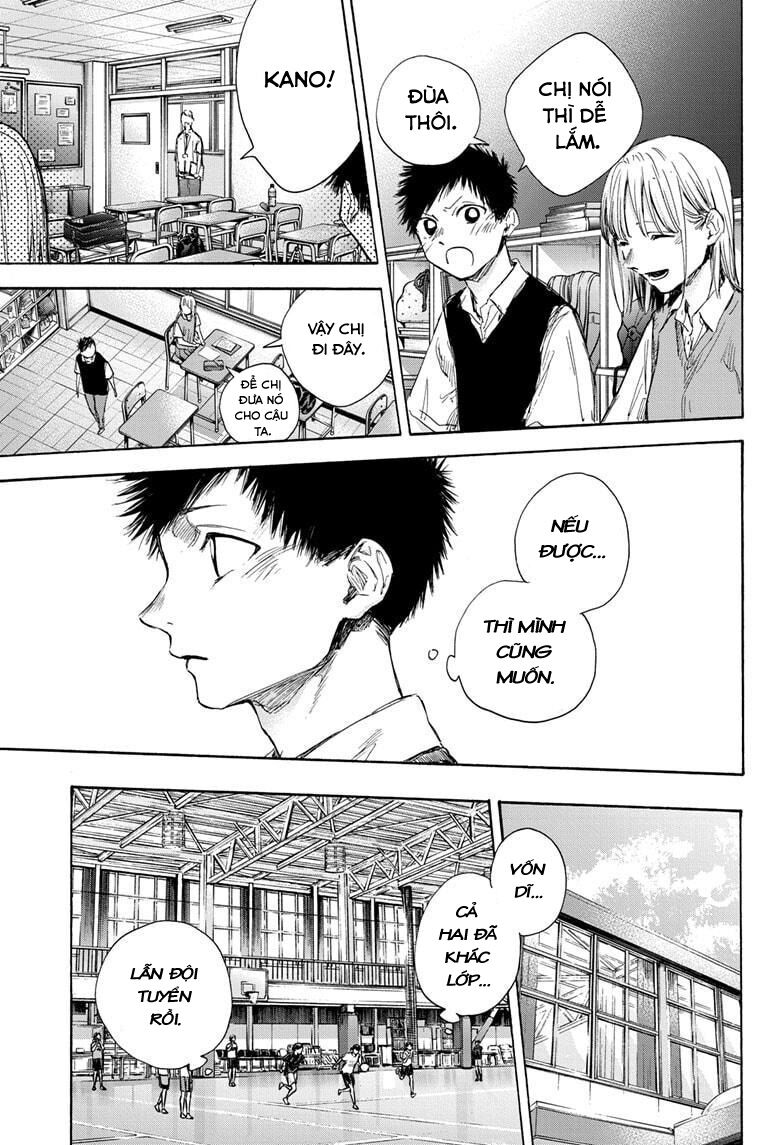 CHỊ NÓI
THÌ DỄ
LẮM.
ĐÙA
THÔI.
KANO!
VẬY CHỊ
ĐI ĐÂY.
ĐỂ CHỊ
ĐƯA NÓ
CHO CẬU
TA.
NẾU
ĐƯỢC...
THÌ MÌNH
CŨNG
MUỐN.
VỐN
DĨ...
CẢ
HAI ĐÃ
KHÁC
LỚP...
LẪN ĐỘI
TUYỂN
RỒI.